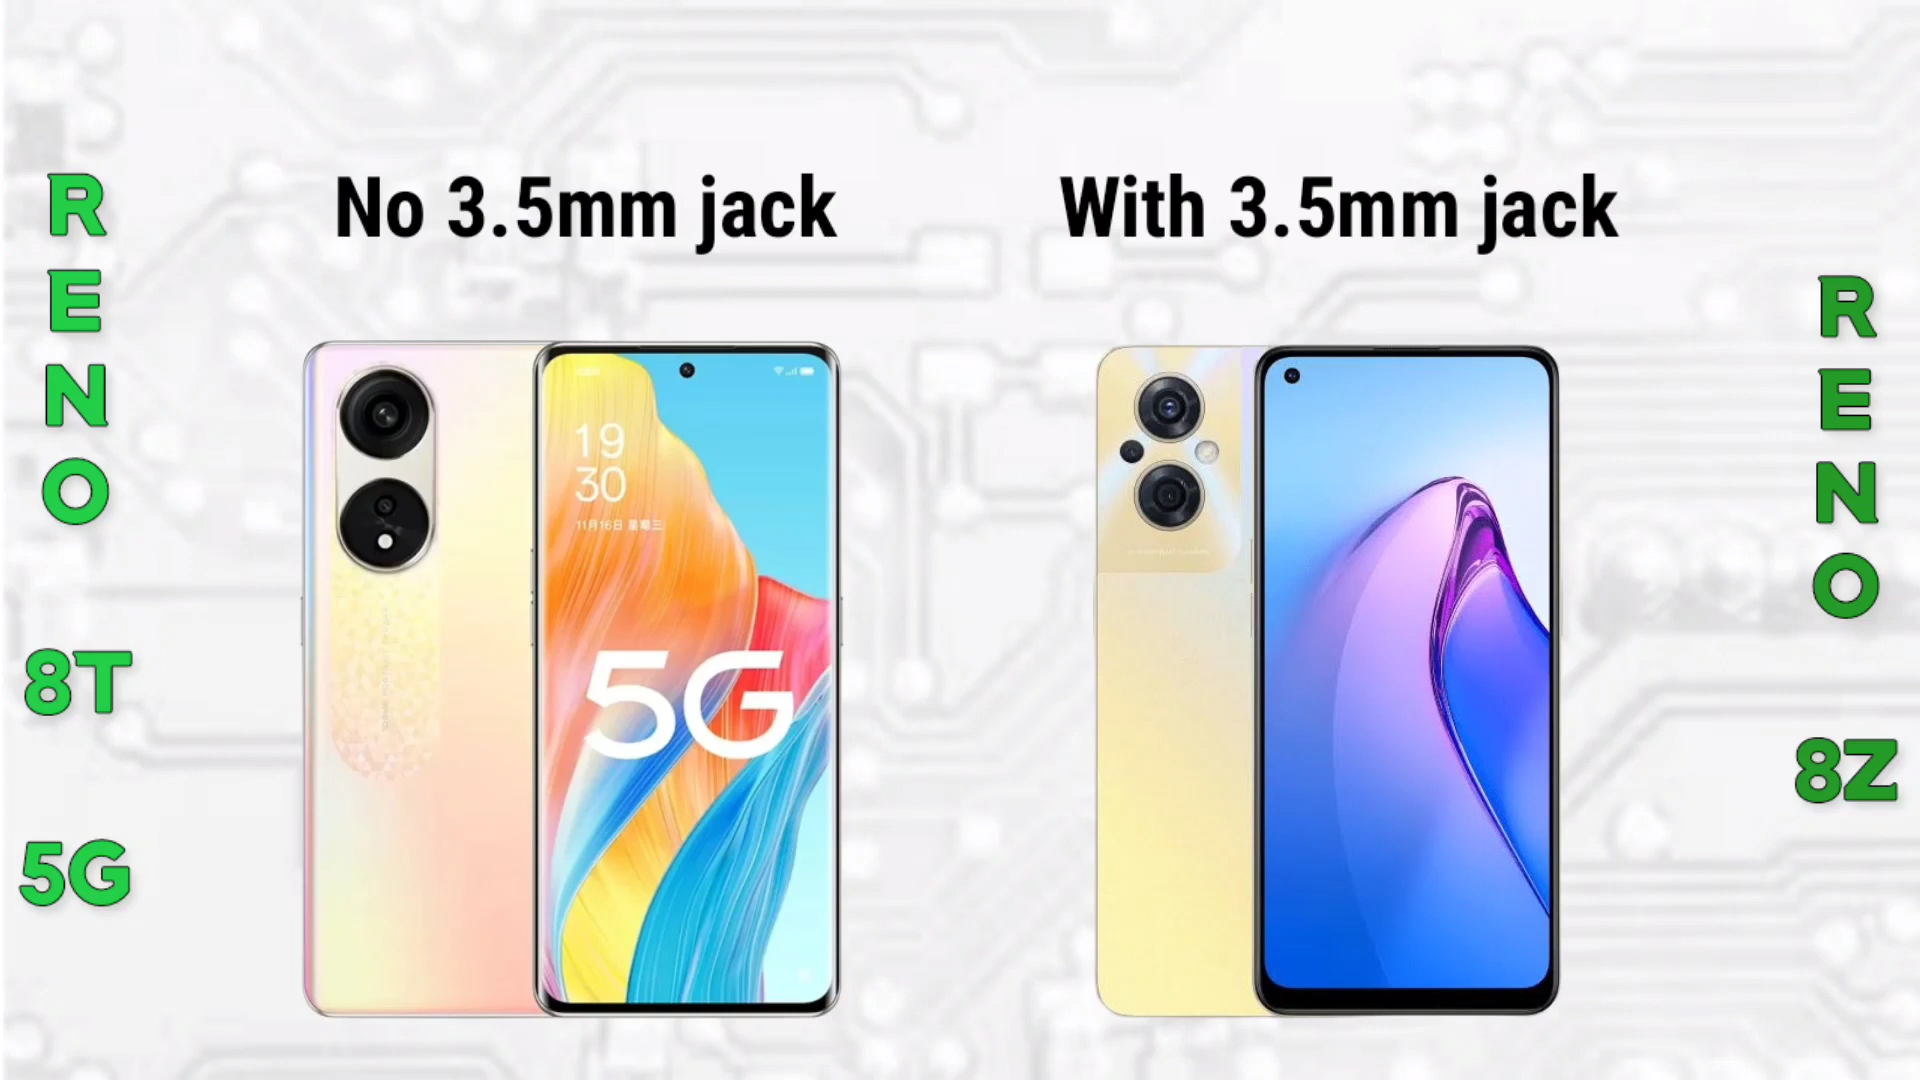 R
E
N
O
8T
5G
No 3.5mm jack
19
30
11月16日 星期三
5G
With 3.5mm jack
R
E
N
O
8Z